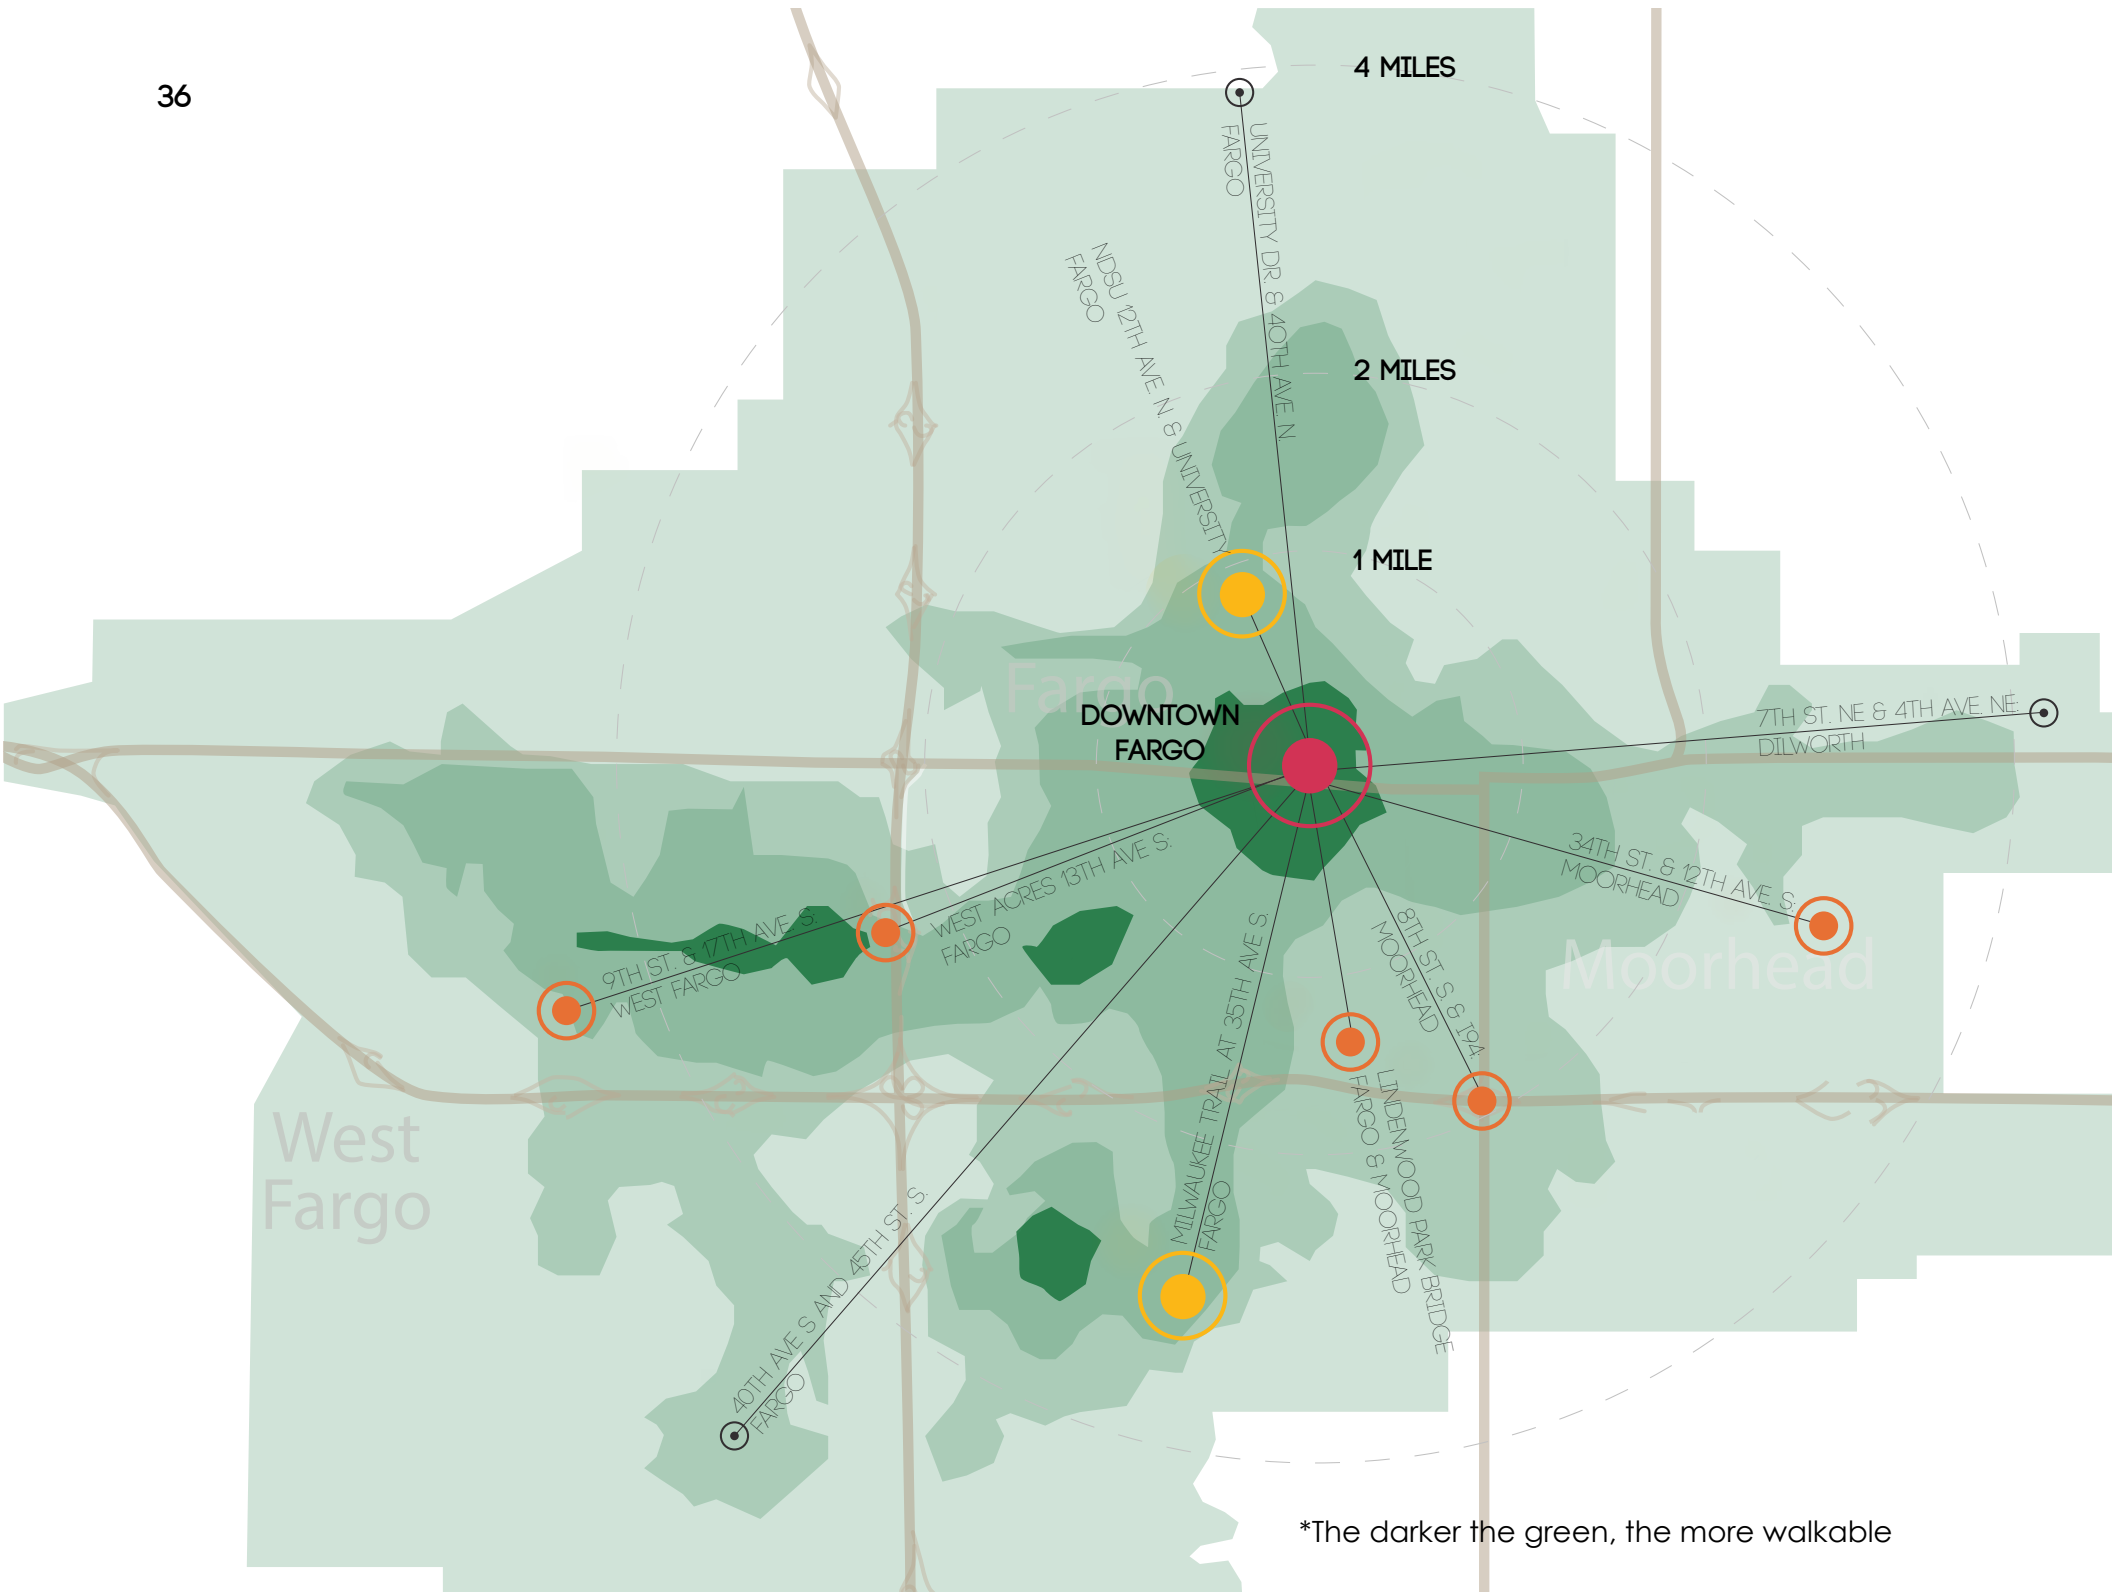 36
4 MILES
UNIVERSITY DR. & 40TH AVE. N.
FARGO
NDSU 12TH AVE N. & UNIVERSITY
FARGO
2 MILES
1 MILE
Fargo
DOWNTOWN
FARGO
7TH ST. NE & 4TH AVE. NE:
DILWORTH
34TH ST. & 12TH AVE S:
MOORHEAD
WEST ACRES 13TH AVE S:
FARGO
9TH ST. & 17TH AVE S:
WEST FARGO
8TH ST. S & I94:
MOORHEAD
Moorhead
MILWAUKEE TRAIL AT 35TH AVE S:
FARGO
LINDENWOOD PARK BRIDGE
FARGO & MOORHEAD
West
Fargo
40TH AVE S AND 45TH ST. S:
FARGO
*The darker the green, the more walkable